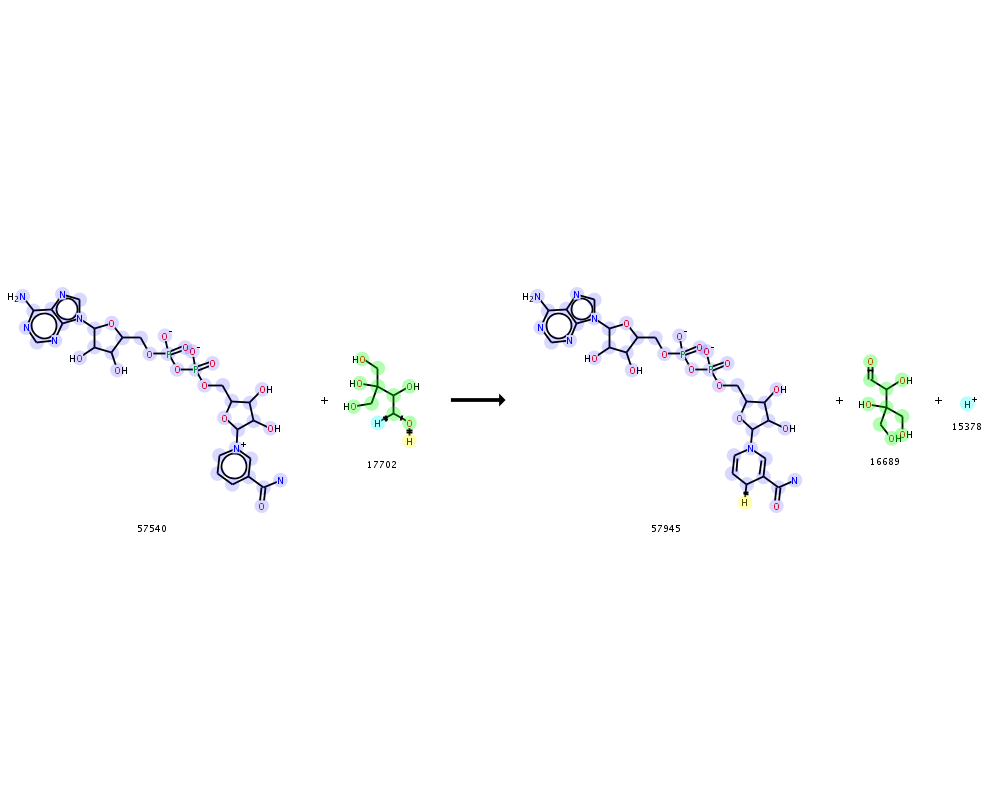 H₂N N N N N O HO OH O O⁻ P O O O⁻ P O O O OH OH N⁺ N O
57540
+
HO HO OH HO H O H
17702
H₂N N N N N O HO OH O O⁻ P O O O⁻ P O O O OH OH N N O H
57945
+
O OH HO OH OH
16689
+
H⁺
15378